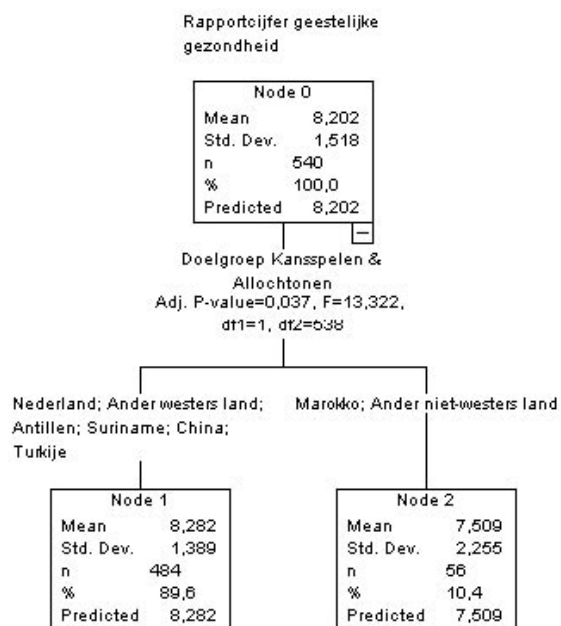 Rapportcijfer geestelijke
gezondheid
Node 0
Mean 8,202
Std. Dev. 1,518
n 540
% 100,0
Predicted 8,202
Doelgroep Kansspelen &
Allochtonen
Adj. P-value=0,037, F=13,322,
df1=1, df2=538
Nederland; Ander westers land;
Antillen; Suriname; China;
Turkije
Marokko; Ander niet-westers land
Node 1
Mean 8,282
Std. Dev. 1,389
n 484
% 89,6
Predicted 8,282
Node 2
Mean 7,509
Std. Dev. 2,255
n 56
% 10,4
Predicted 7,509